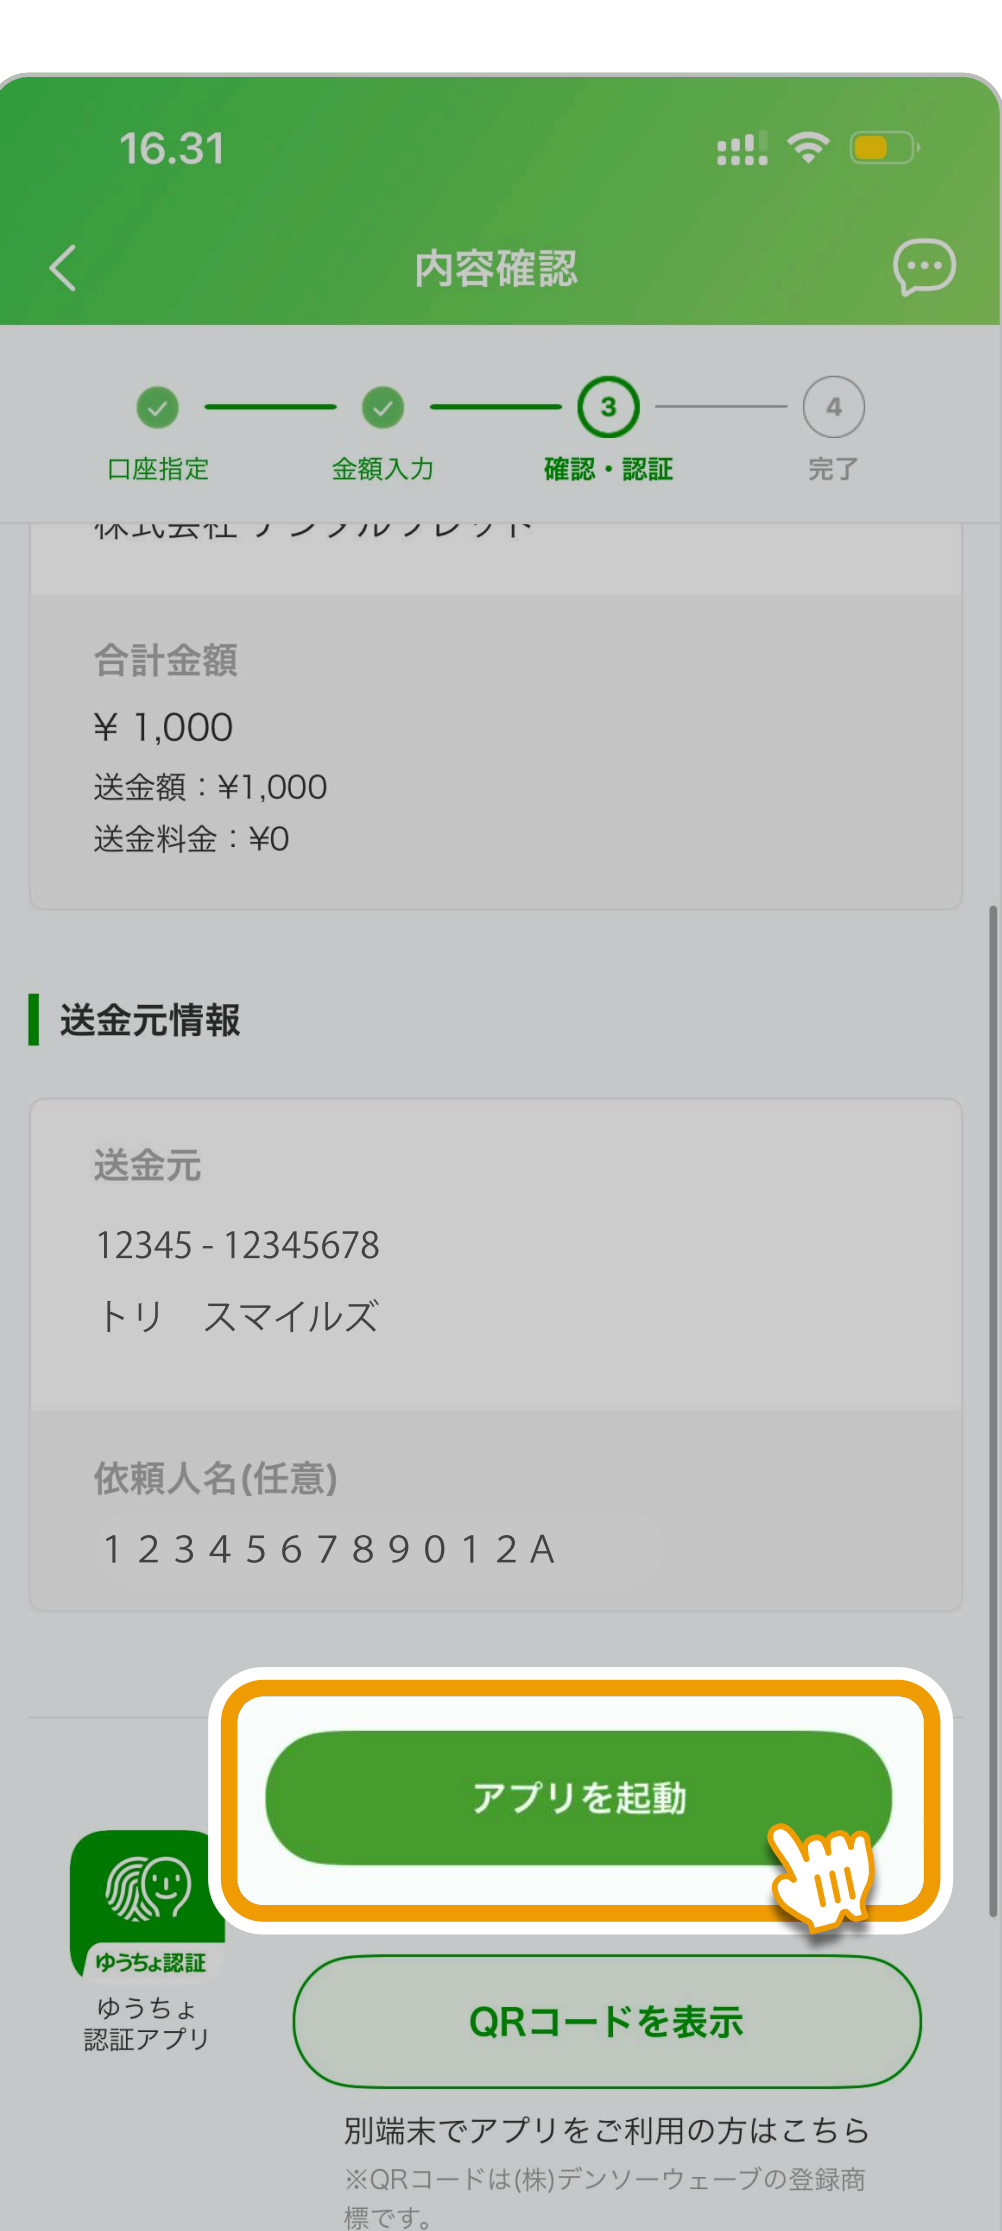 16.31
内容確認
3
4
口座指定
金額入力
確認・認証
完了
合計金額
¥ 1,000
送金額：¥1,000
送金料金：¥0
送金元情報
送金元
12345 - 12345678
トリ　スマイルズ
依頼人名(任意)
１２３４５６７８９０１２A
アプリを起動
ゆうちょ認証
ゆうちょ
認証アプリ
QRコードを表示
別端末でアプリをご利用の方はこちら
※QRコードは(株)デンソーウェーブの登録商
標です。